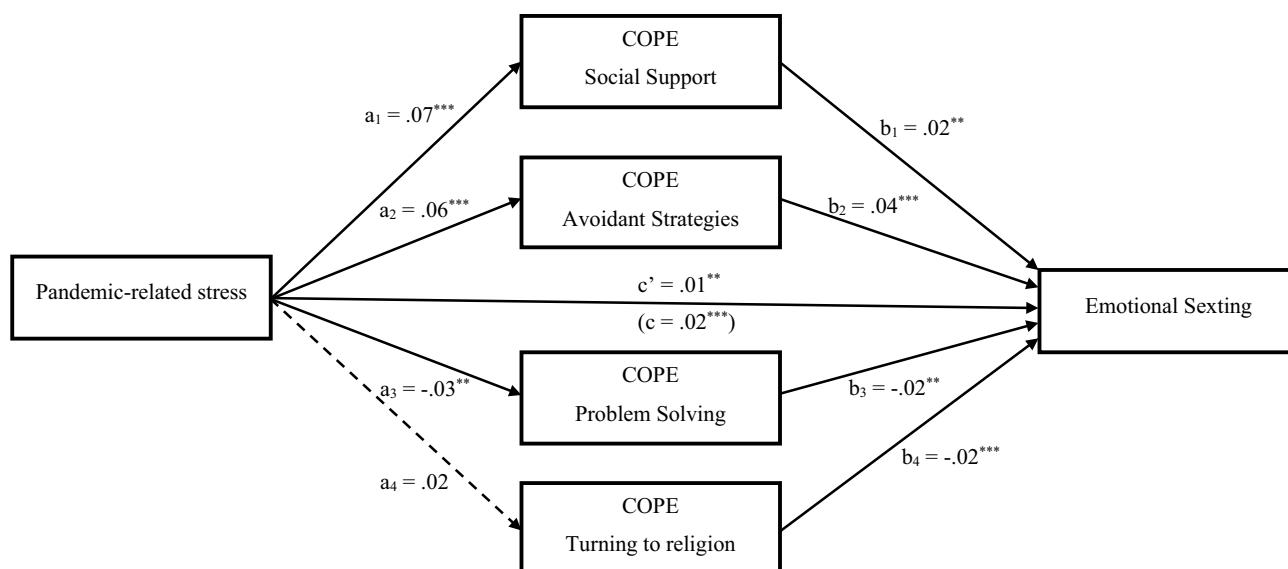 COPE
Social Support
a₁ = .07***
b₁ = .02**
COPE
Avoidant Strategies
a₂ = .06***
b₂ = .04***
Pandemic-related stress
c’ = .01**
(c = .02***)
Emotional Sexting
COPE
Problem Solving
a₃ = -.03**
b₃ = -.02**
b₄ = -.02***
a₄ = .02
COPE
Turning to religion